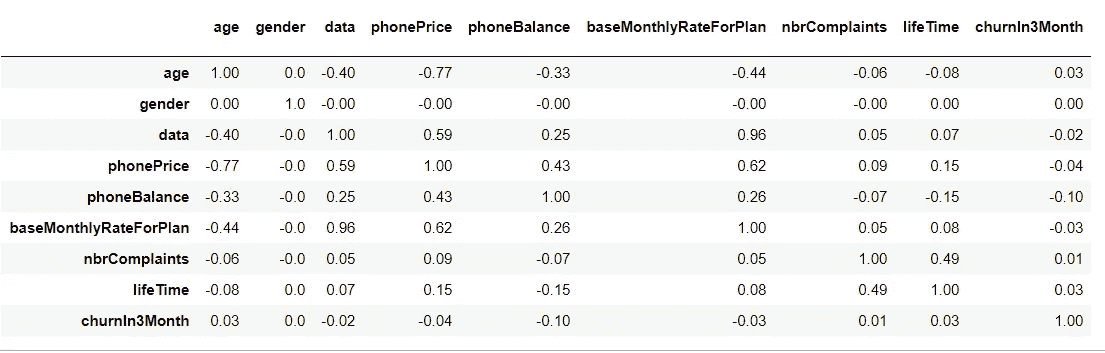 age gender data phonePrice phoneBalance baseMonthlyRateForPlan nbrComplaints lifeTime churnIn3Month
age 1.00 0.0 -0.40 -0.77 -0.33 -0.44 -0.06 -0.08 0.03
gender 0.00 1.0 -0.00 -0.00 -0.00 -0.00 -0.00 0.00 0.00
data -0.40 -0.0 1.00 0.59 0.25 0.96 0.05 0.07 -0.02
phonePrice -0.77 -0.0 0.59 1.00 0.43 0.62 0.09 0.15 -0.04
phoneBalance -0.33 -0.0 0.25 0.43 1.00 0.26 -0.07 -0.15 -0.10
baseMonthlyRateForPlan -0.44 -0.0 0.96 0.62 0.26 1.00 0.05 0.08 -0.03
nbrComplaints -0.06 -0.0 0.05 0.09 -0.07 0.05 1.00 0.49 0.01
lifeTime -0.08 0.0 0.07 0.15 -0.15 0.08 0.49 1.00 0.03
churnIn3Month 0.03 0.0 -0.02 -0.04 -0.10 -0.03 0.01 0.03 1.00